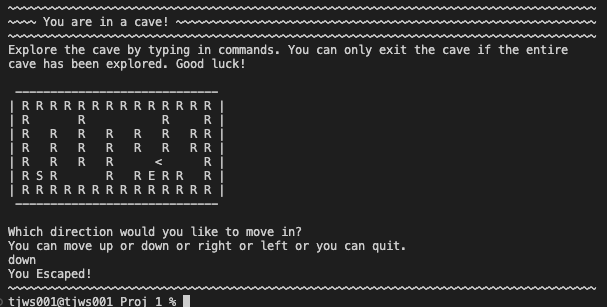 ~~~~~~~~~~~~~~~~~~~~~~~~~~~~~~~~~~~~~~~~~~~~~~~~~~~~~~~~~~~~~~~~~~~~~~~~~~~~~~~~~~~~
~~~~ You are in a cave! ~~~~~~~~~~~~~~~~~~~~~~~~~~~~~~~~~~~~~~~~~~~~~~~~~~~~~~~~~~~~
~~~~~~~~~~~~~~~~~~~~~~~~~~~~~~~~~~~~~~~~~~~~~~~~~~~~~~~~~~~~~~~~~~~~~~~~~~~~~~~~~~~~
Explore the cave by typing in commands. You can only exit the cave if the entire
cave has been explored. Good luck!
 -----------------------------
| R R R R R R R R R R R R R R |
| R       R           R     R |
| R   R   R   R   R   R   R R |
| R   R   R   R   R   R   R R |
| R   R   R   R      <      R |
| R S R       R   R E R R   R |
| R R R R R R R R R R R R R R |
 -----------------------------
Which direction would you like to move in?
You can move up or down or right or left or you can quit.
down
You Escaped!
~~~~~~~~~~~~~~~~~~~~~~~~~~~~~~~~~~~~~~~~~~~~~~~~~~~~~~~~~~~~~~~~~~~~~~~~~~~~~~~~~~~~
tjws001@tjws001 Proj 1 %